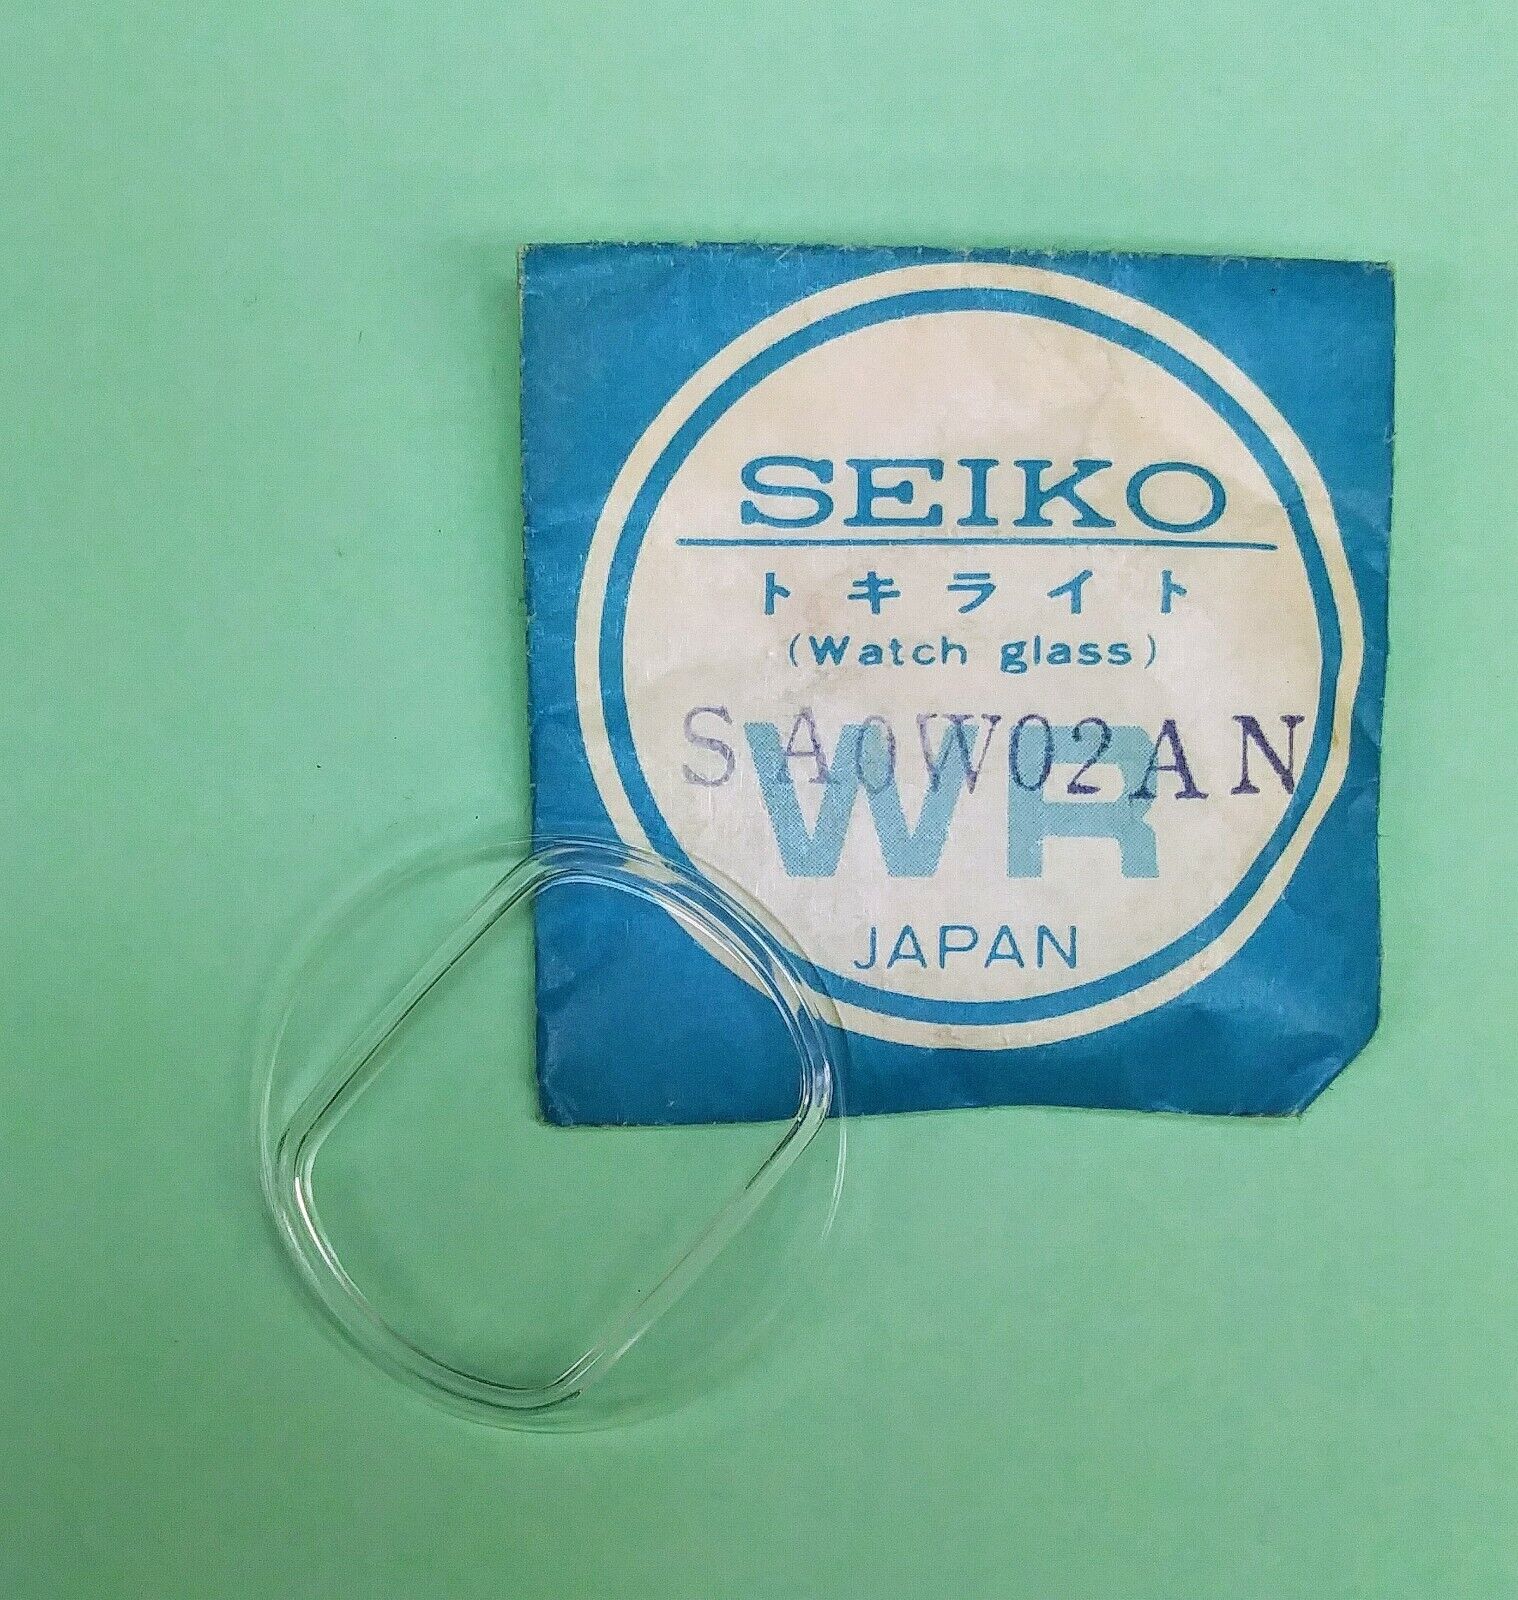 SEIKO
トキライト
(Watch glass)
SA0W02AN
WR
JAPAN